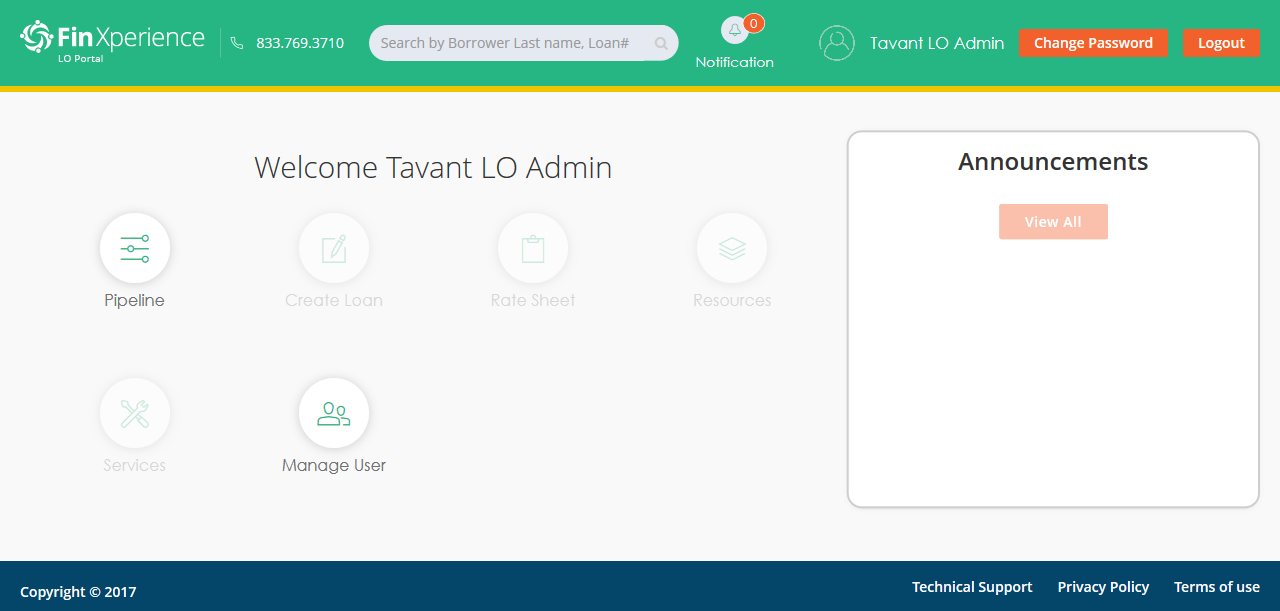 FinXperience
LO Portal
833.769.3710
Search by Borrower Last name, Loan#
0
Notification
Tavant LO Admin
Change Password
Logout
Welcome Tavant LO Admin
Pipeline
Create Loan
Rate Sheet
Resources
Services
Manage User
Announcements
View All
Copyright © 2017
Technical Support
Privacy Policy
Terms of use